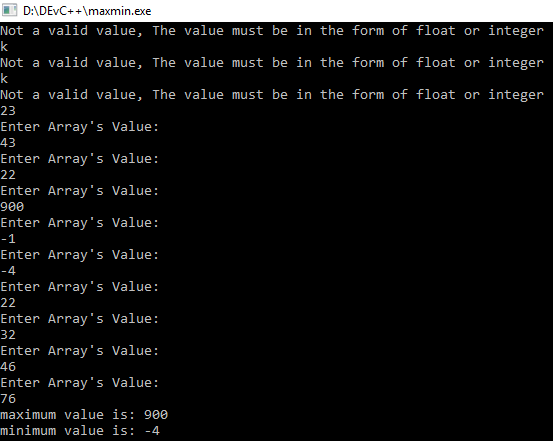 D:\DEvC++\maxmin.exe
Not a valid value, The value must be in the form of float or integer
k
Not a valid value, The value must be in the form of float or integer
k
Not a valid value, The value must be in the form of float or integer
23
Enter Array's Value:
43
Enter Array's Value:
22
Enter Array's Value:
900
Enter Array's Value:
-1
Enter Array's Value:
-4
Enter Array's Value:
22
Enter Array's Value:
32
Enter Array's Value:
46
Enter Array's Value:
76
maximum value is: 900
minimum value is: -4